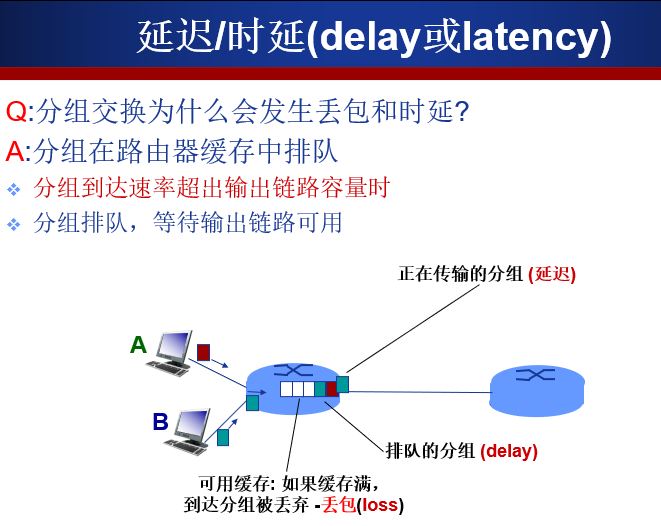 延迟/时延(delay或latency)
Q:分组交换为什么会发生丢包和时延?
A:分组在路由器缓存中排队
分组到达速率超出输出链路容量时
分组排队，等待输出链路可用
正在传输的分组 (延迟)
A
B
排队的分组 (delay)
可用缓存: 如果缓存满，
到达分组被丢弃 -丢包(loss)